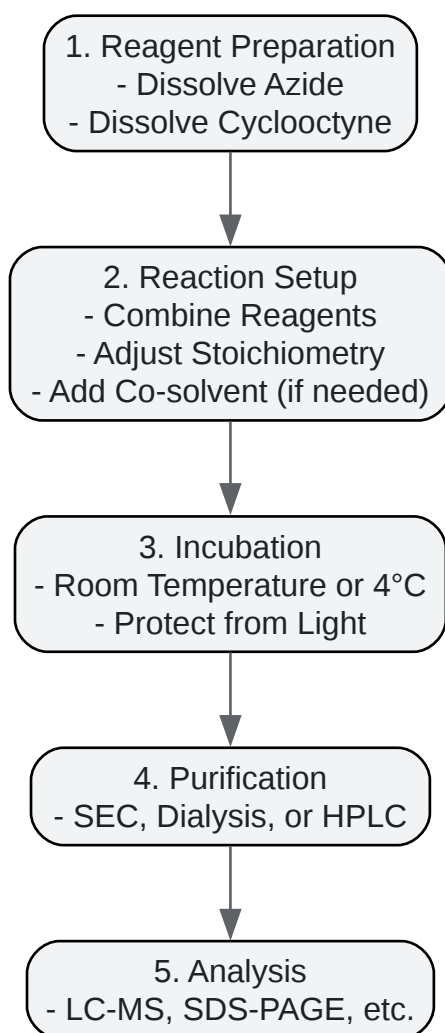 1. Reagent Preparation
- Dissolve Azide
- Dissolve Cyclooctyne
2. Reaction Setup
- Combine Reagents
- Adjust Stoichiometry
- Add Co-solvent (if needed)
3. Incubation
- Room Temperature or 4°C
- Protect from Light
4. Purification
- SEC, Dialysis, or HPLC
5. Analysis
- LC-MS, SDS-PAGE, etc.